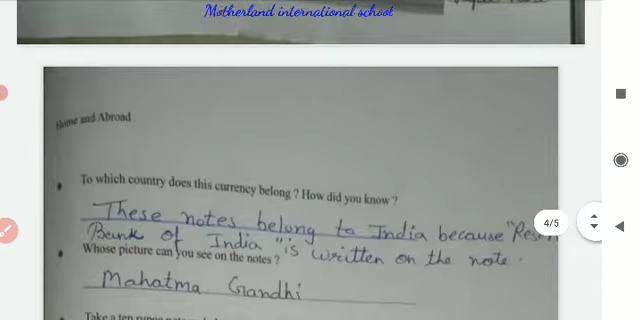 Motherland international school
Home and Abroad
To which country does this currency belong ? How did you know ?
These notes belong to India because "Rese
Bank of India "is written on the note.
Whose picture can you see on the notes ?
4/5
Mahatma Gandhi